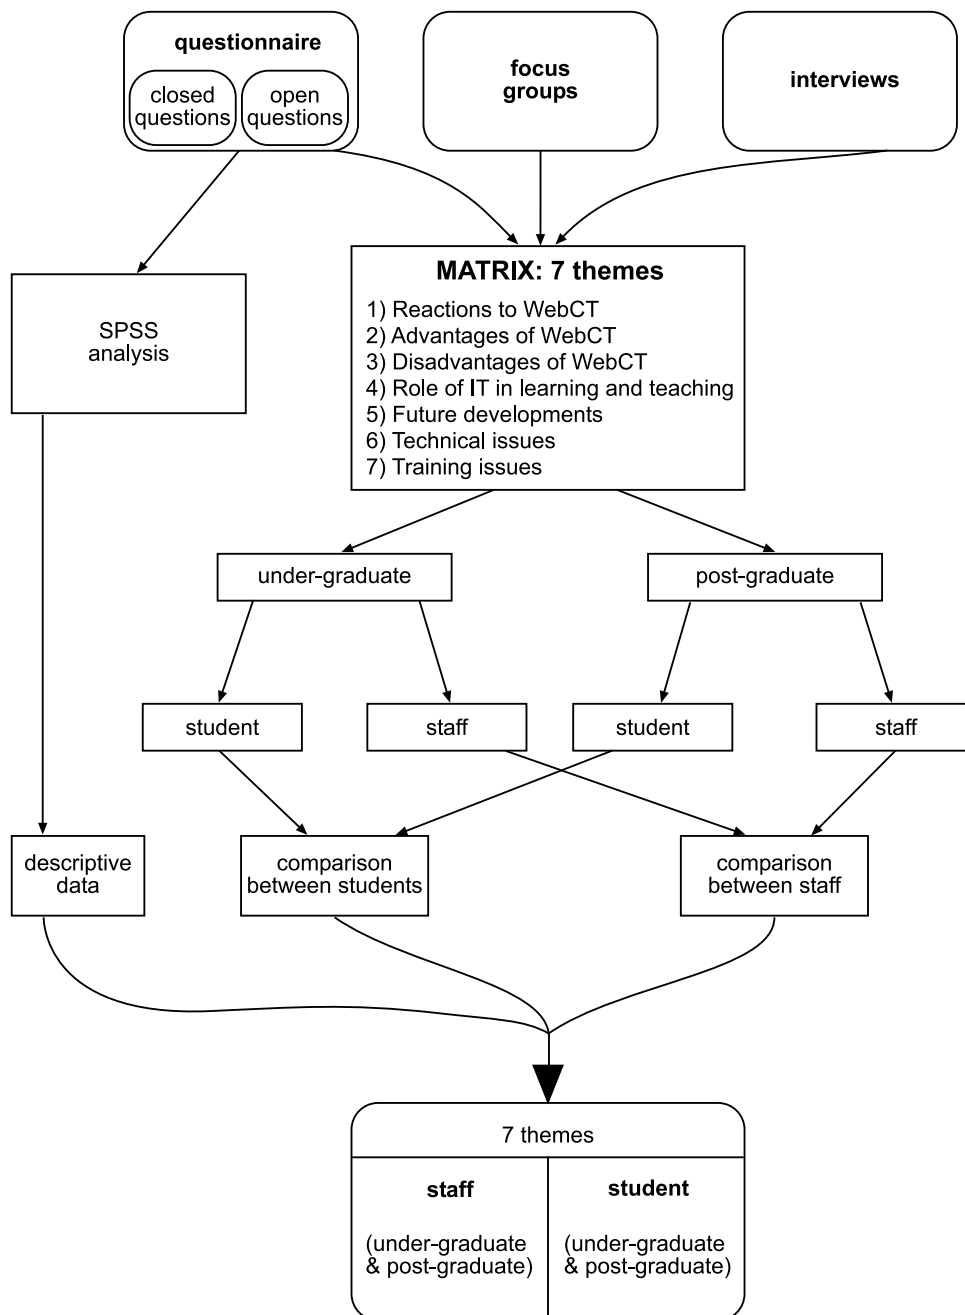 questionnaire
closed
questions
open
questions
focus
groups
interviews
MATRIX: 7 themes
1) Reactions to WebCT
2) Advantages of WebCT
3) Disadvantages of WebCT
4) Role of IT in learning and teaching
5) Future developments
6) Technical issues
7) Training issues
SPSS
analysis
under-graduate
post-graduate
student
staff
student
staff
descriptive
data
comparison
between students
comparison
between staff
7 themes
staff
(under-graduate
& post-graduate)
student
(under-graduate
& post-graduate)